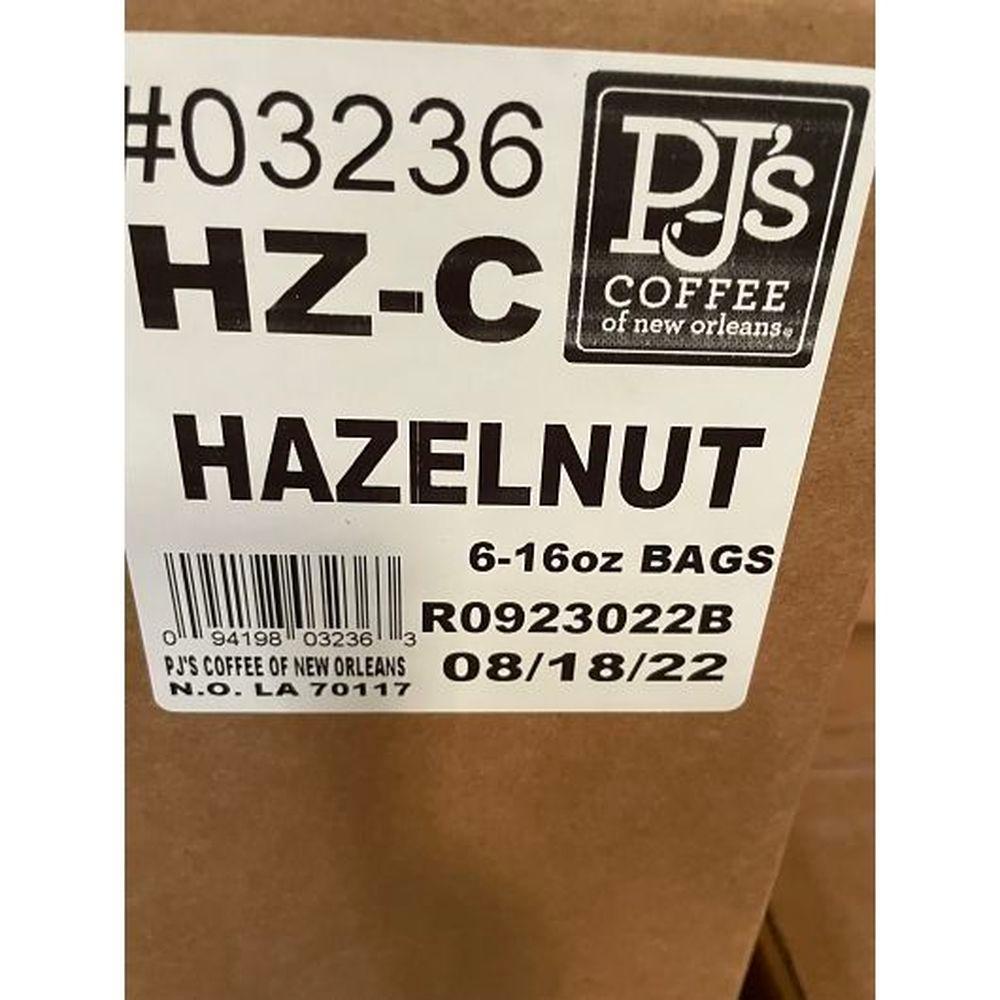 #03236
HZ-C
PJ's
COFFEE
of new orleans®
HAZELNUT
6-16oz BAGS
R0923022B
08/18/22
0 94198 03236 3
PJ'S COFFEE OF NEW ORLEANS
N.O. LA 70117